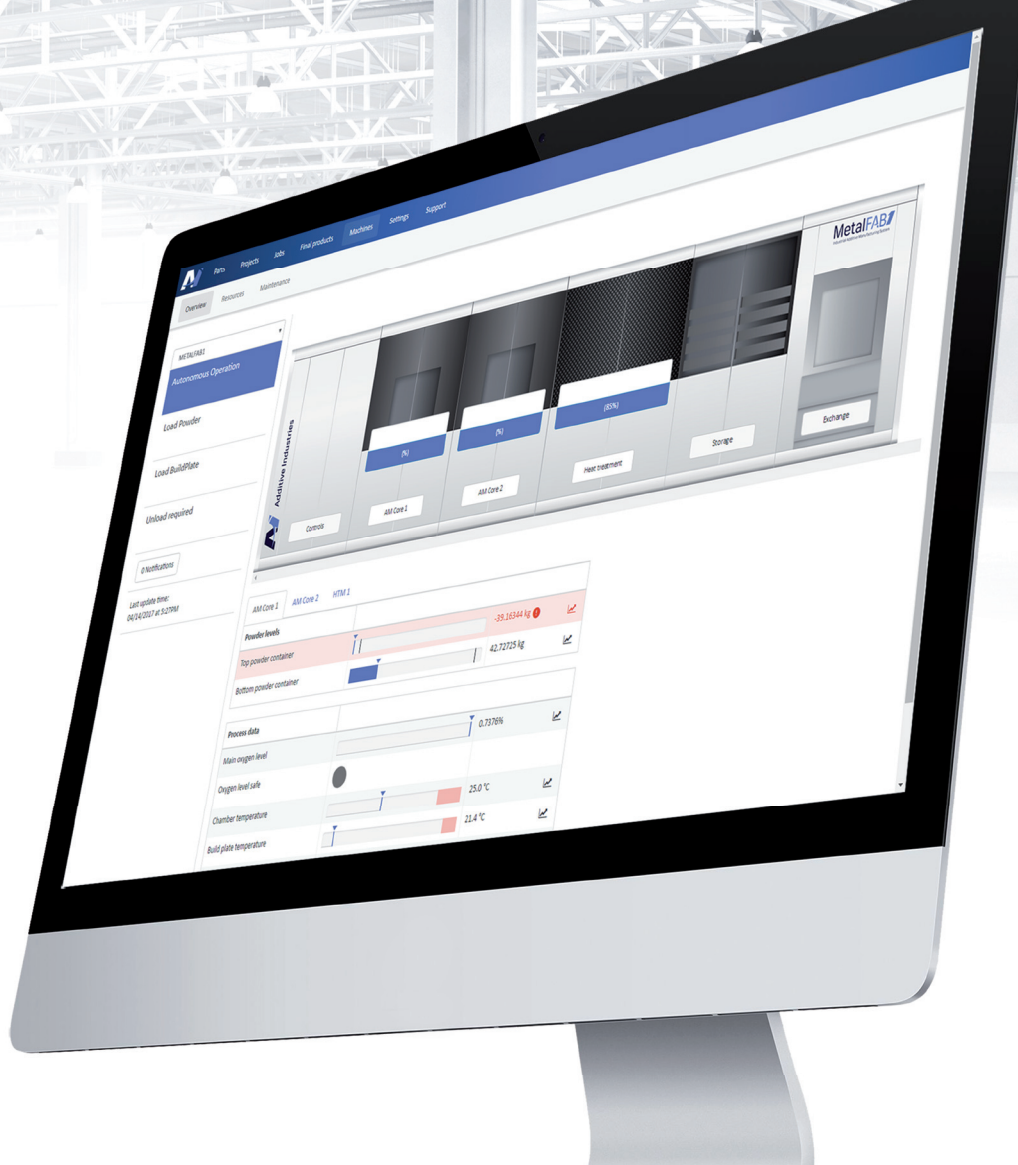 Parts Projects Jobs Final products Machines Settings Support
Overview Resources Maintenance
METALFAB1
Autonomous Operation
Load Powder
Load BuildPlate
Unload required
0 Notifications
Last update time:
04/14/2017 at 5:27PM
Additive Industries
MetalFAB1
Industrial Additive Manufacturing System
(%)
(%)
(85%)
Controls
AM Core 1
AM Core 2
Heat treatment
Storage
Exchange
AM Core 1 AM Core 2 HTM 1
Powder levels
Top powder container -39.16344 kg
Bottom powder container 42.72725 kg
Process data
Main oxygen level 0.7376%
Oxygen level safe
Chamber temperature 25.0 °C
Build plate temperature 21.4 °C